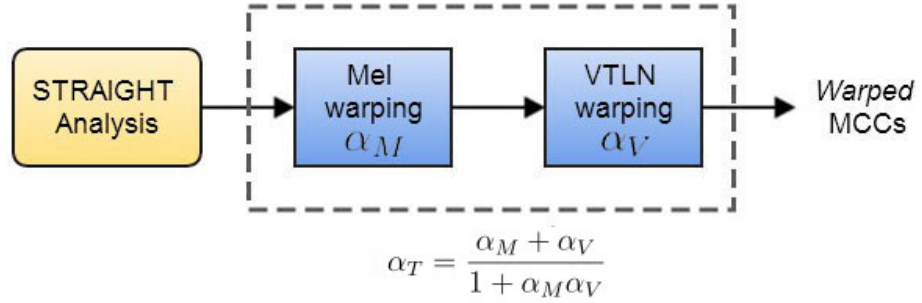 STRAIGHT
Analysis
Mel
warping
α_M
VTLN
warping
α_V
Warped
MCCs
α_T = (α_M + α_V) / (1 + α_M α_V)